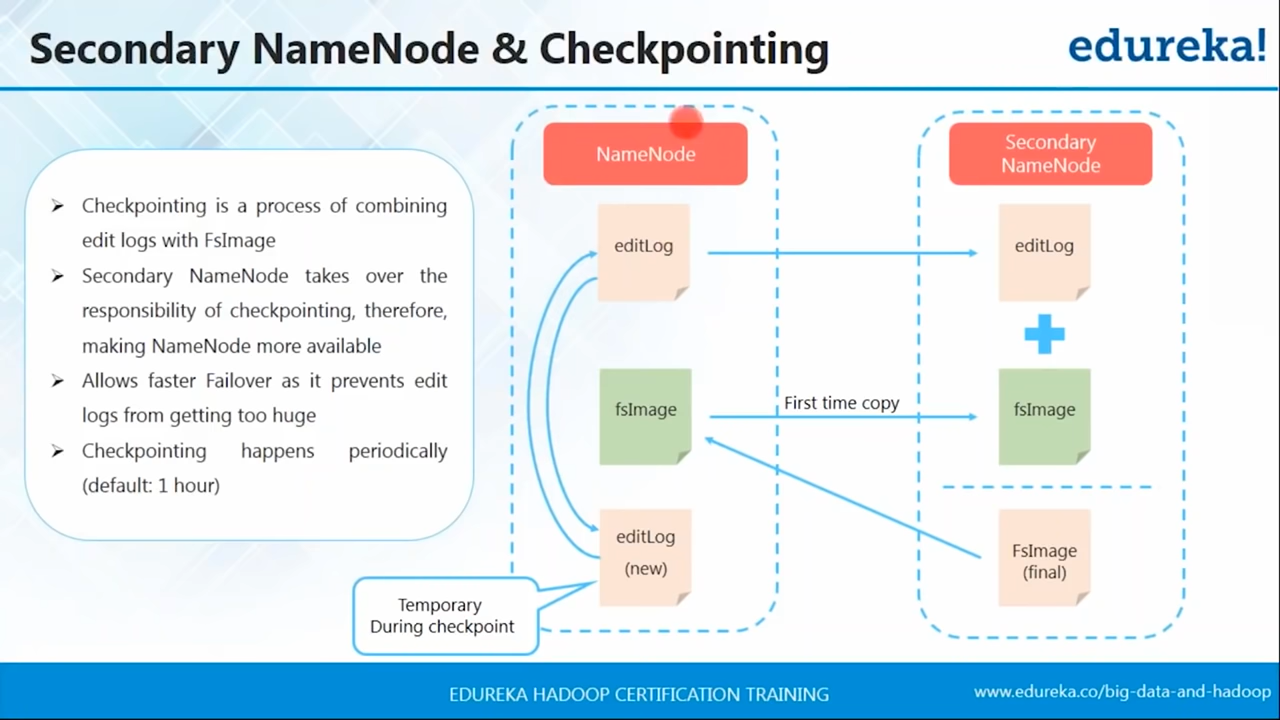 Secondary NameNode & Checkpointing
edureka!
➢ Checkpointing is a process of combining
edit logs with FsImage
➢ Secondary NameNode takes over the
responsibility of checkpointing, therefore,
making NameNode more available
➢ Allows faster Failover as it prevents edit
logs from getting too huge
➢ Checkpointing happens periodically
(default: 1 hour)
NameNode
editLog
fsImage
editLog
(new)
Temporary
During checkpoint
First time copy
Secondary
NameNode
editLog
fsImage
FsImage
(final)
EDUREKA HADOOP CERTIFICATION TRAINING
www.edureka.co/big-data-and-hadoop